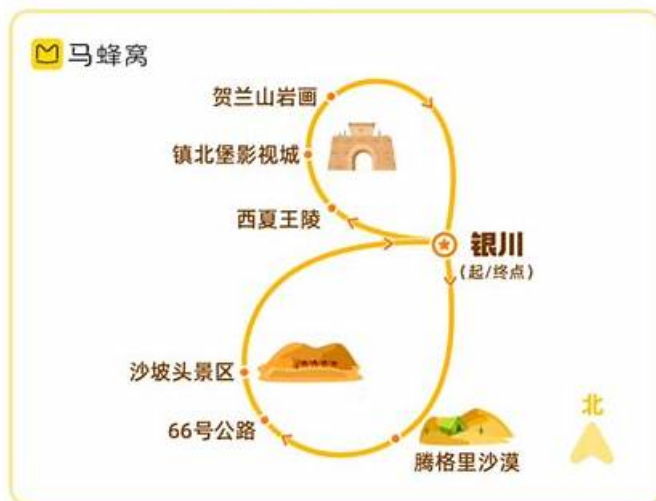 马蜂窝
贺兰山岩画
镇北堡影视城
西夏王陵
银川
(起/终点)
沙坡头景区
66号公路
腾格里沙漠
北